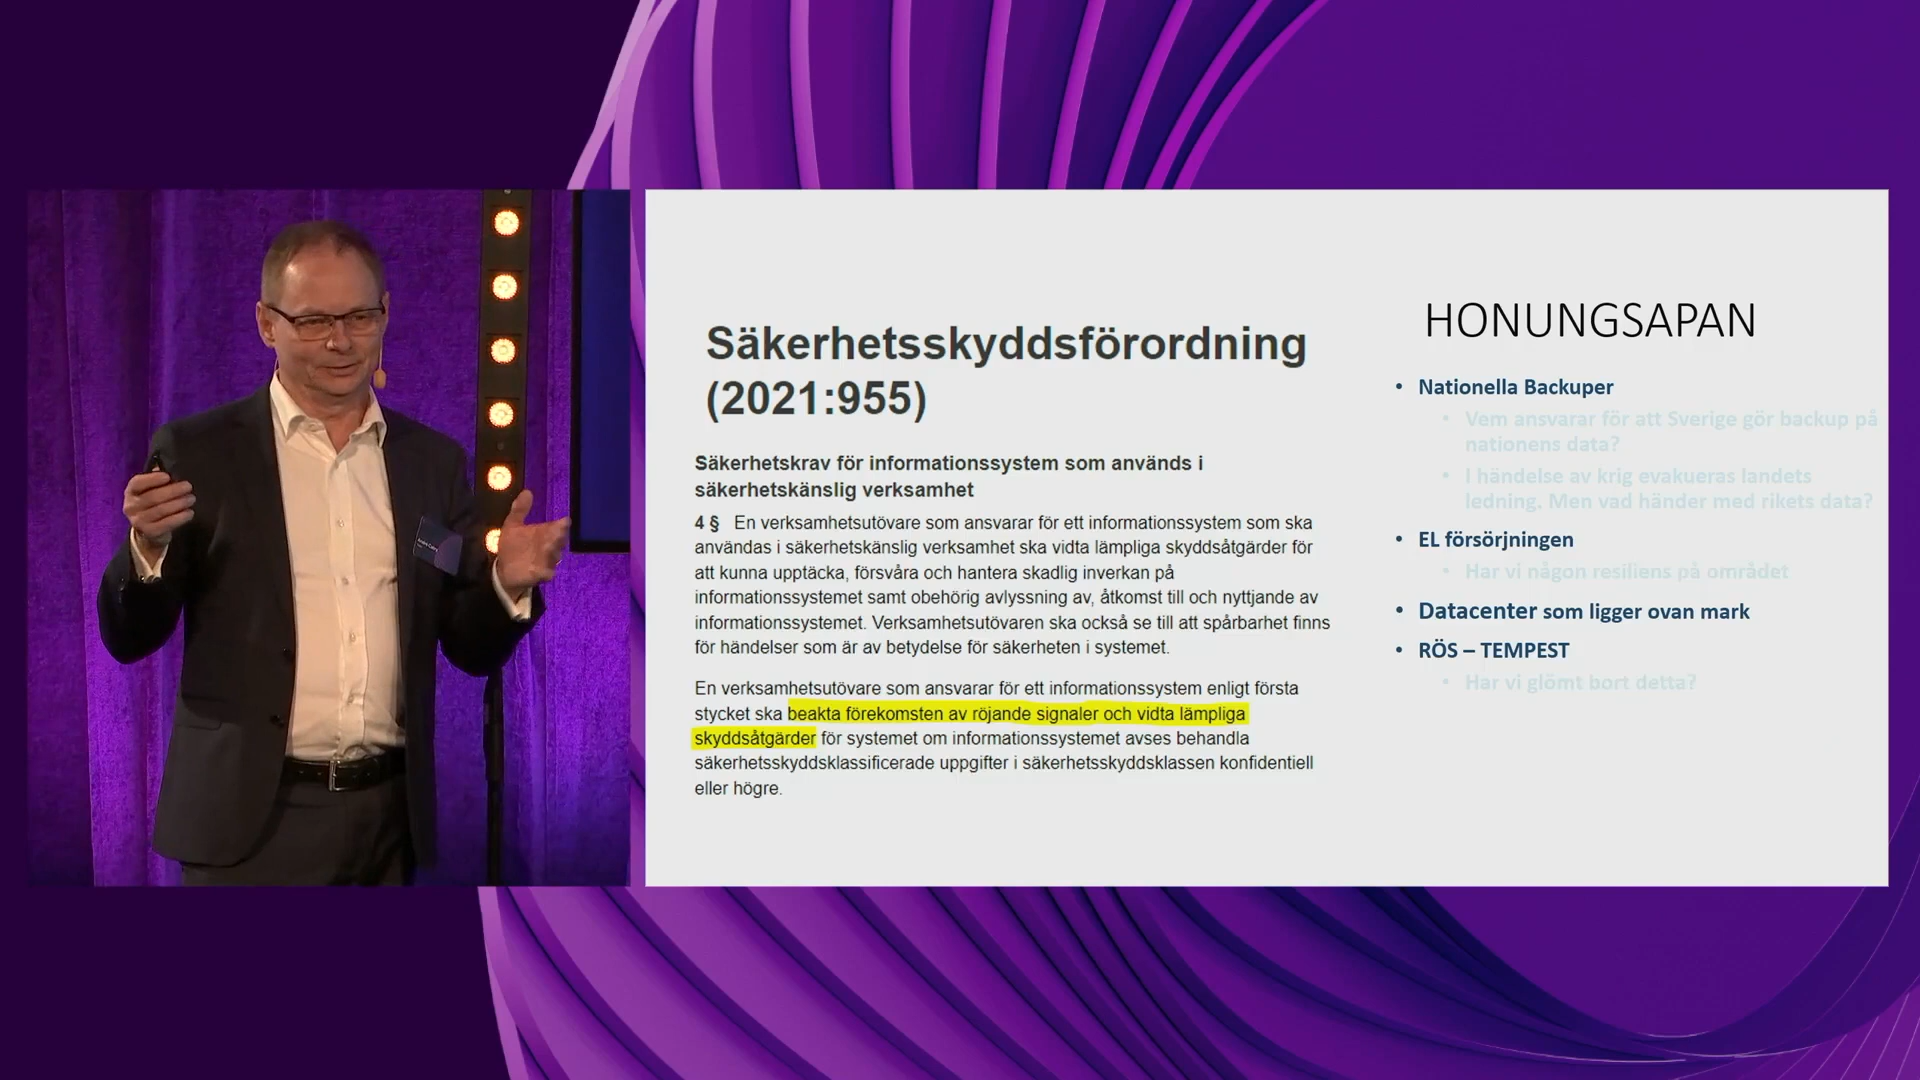 Säkerhetsskyddsförordning
(2021:955)
Säkerhetskrav för informationssystem som används i
säkerhetskänslig verksamhet
4 § En verksamhetsutövare som ansvarar för ett informationssystem som ska
användas i säkerhetskänslig verksamhet ska vidta lämpliga skyddsåtgärder för
att kunna upptäcka, försvåra och hantera skadlig inverkan på
informationssystemet samt obehörig avlyssning av, åtkomst till och nyttjande av
informationssystemet. Verksamhetsutövaren ska också se till att spårbarhet finns
för händelser som är av betydelse för säkerheten i systemet.
En verksamhetsutövare som ansvarar för ett informationssystem enligt första
stycket ska beakta förekomsten av röjande signaler och vidta lämpliga
skyddsåtgärder för systemet om informationssystemet avses behandla
säkerhetsskyddsklassificerade uppgifter i säkerhetsskyddsklassen konfidentiell
eller högre.
HONUNGSAPAN
• Nationella Backuper
• Vem ansvarar för att Sverige gör backup på
nationens data?
• I händelse av krig evakueras landets
ledning. Men vad händer med rikets data?
• EL försörjningen
• Har vi någon resiliens på området
• Datacenter som ligger ovan mark
• RÖS – TEMPEST
• Har vi glömt bort detta?